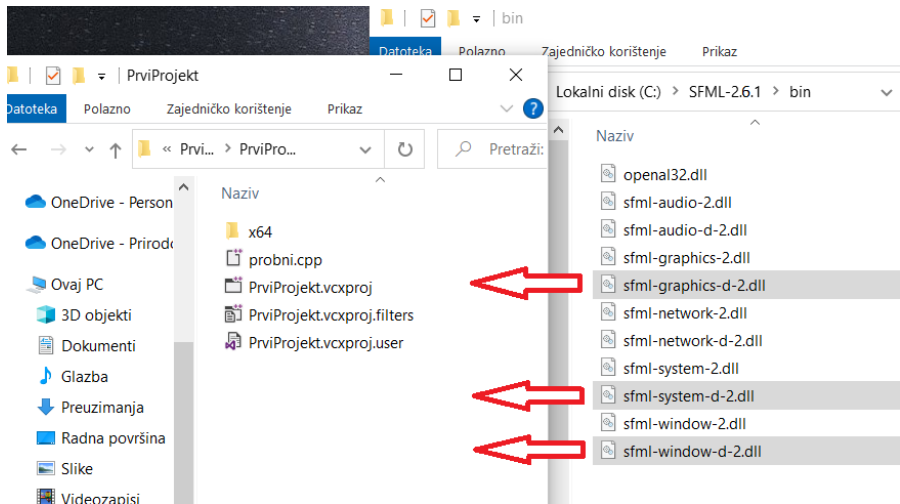 bin
Datoteka Polazno Zajedničko korištenje Prikaz
PrviProjekt
Datoteka Polazno Zajedničko korištenje Prikaz
?
« Prvi... > PrviPro...
Pretraži:
OneDrive - Person
OneDrive - Prirodo
Ovaj PC
3D objekti
Dokumenti
Glazba
Preuzimanja
Radna površina
Slike
Videozapisi
Naziv
x64
probni.cpp
PrviProjekt.vcxproj
PrviProjekt.vcxproj.filters
PrviProjekt.vcxproj.user
Lokalni disk (C:) > SFML-2.6.1 > bin
Naziv
openal32.dll
sfml-audio-2.dll
sfml-audio-d-2.dll
sfml-graphics-2.dll
sfml-graphics-d-2.dll
sfml-network-2.dll
sfml-network-d-2.dll
sfml-system-2.dll
sfml-system-d-2.dll
sfml-window-2.dll
sfml-window-d-2.dll